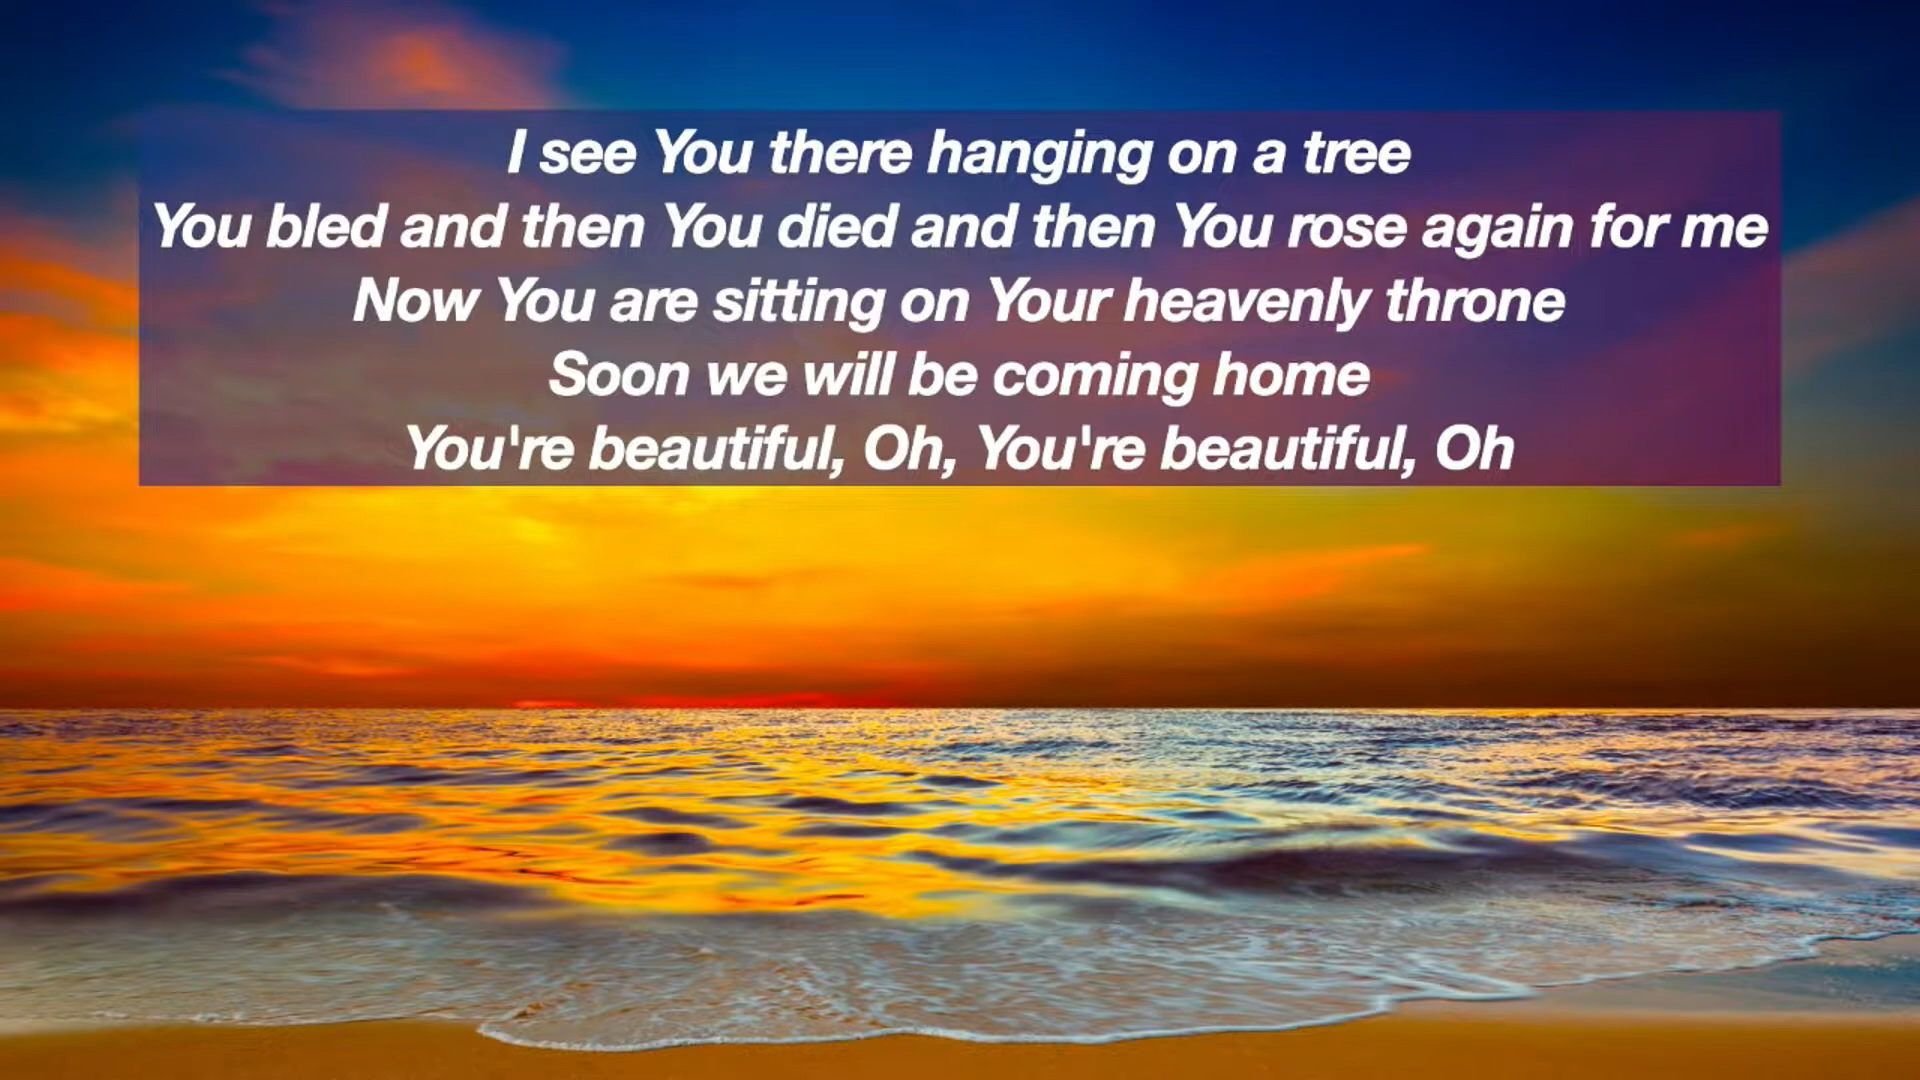 I see You there hanging on a tree
You bled and then You died and then You rose again for me
Now You are sitting on Your heavenly throne
Soon we will be coming home
You're beautiful, Oh, You're beautiful, Oh